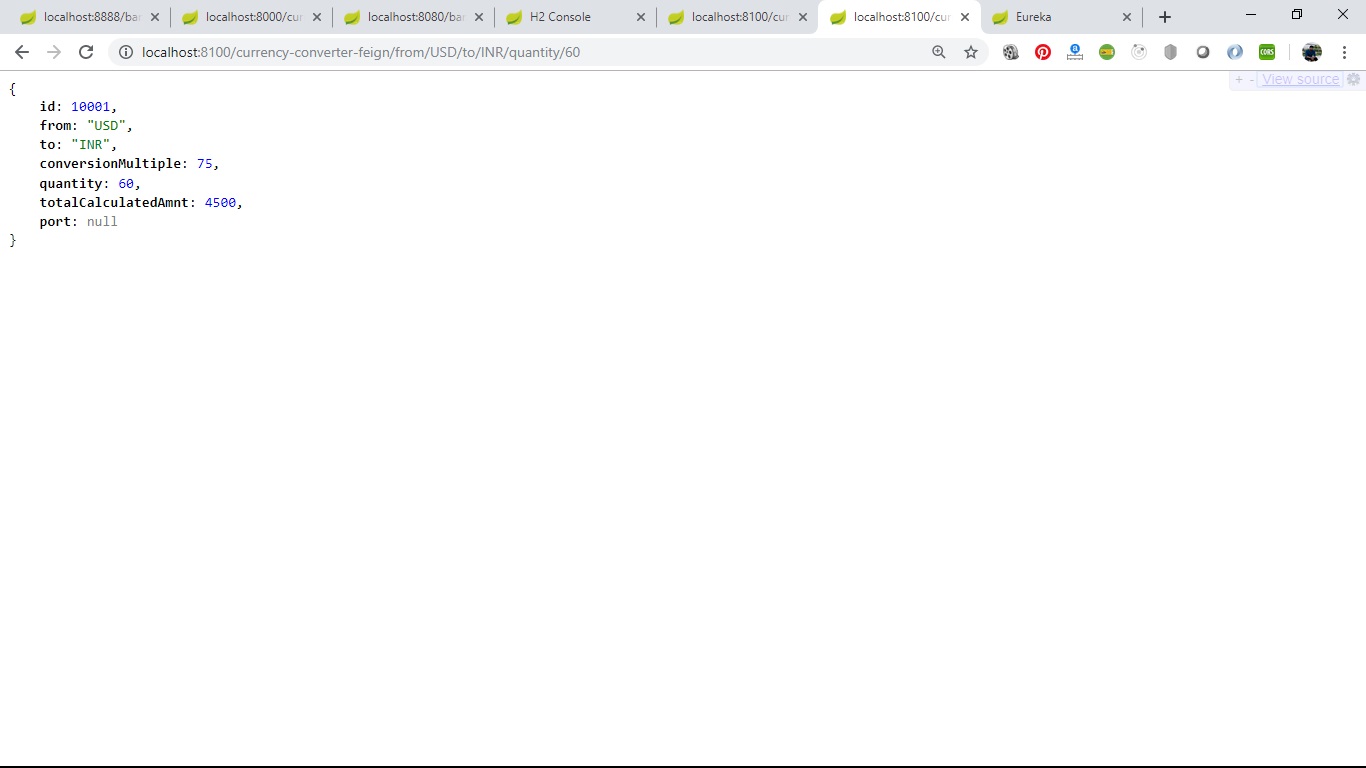 localhost:8888/bar
localhost:8000/cur
localhost:8080/bar
H2 Console
localhost:8100/cur
localhost:8100/cur
Eureka
localhost:8100/currency-converter-feign/from/USD/to/INR/quantity/60
CORS
+ - View source
{
id: 10001,
from: "USD",
to: "INR",
conversionMultiple: 75,
quantity: 60,
totalCalculatedAmnt: 4500,
port: null
}